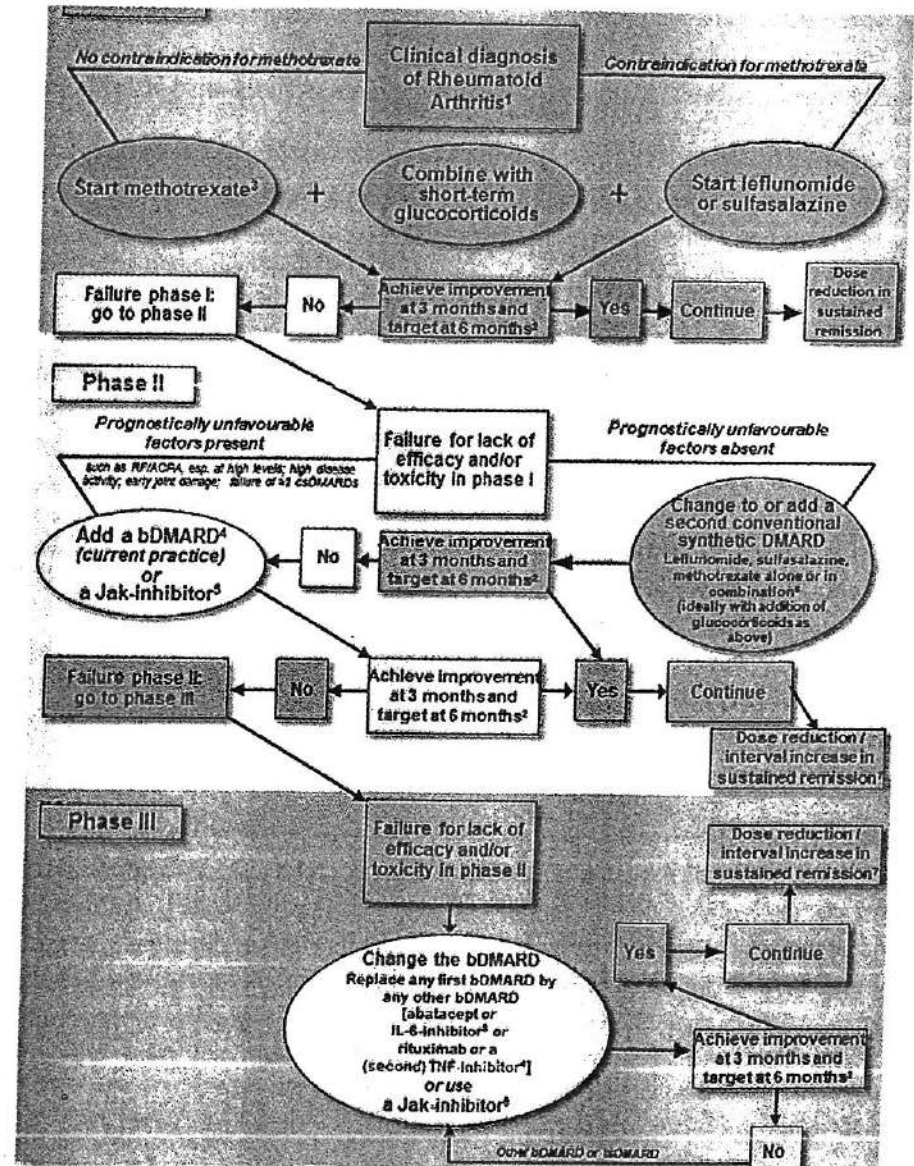 Clinical diagnosis
of Rheumatoid
Arthritis¹
No contraindication for methotrexate
Contraindication for methotrexate
Start methotrexate³
+
Combine with
short-term
glucocorticoids
+
Start leflunomide
or sulfasalazine
Failure phase I:
go to phase II
No
Achieve improvement
at 3 months and
target at 6 months²
Yes
Continue
Dose
reduction in
sustained
remission
Phase II
Prognostically unfavourable
factors present
such as RF/ACPA, esp. at high levels; high disease
activity; early joint damage; failure of csDMARDs
Failure for lack of
efficacy and/or
toxicity in phase I
Prognostically unfavourable
factors absent
Add a bDMARD⁴
(current practice)
or
a Jak-inhibitor⁵
No
Achieve improvement
at 3 months and
target at 6 months²
Change to or add a
second conventional
synthetic DMARD
Leflunomide, sulfasalazine,
methotrexate alone or in
combination
(ideally with addition of
glucocorticoids as
above)
Failure phase II:
go to phase III
No
Achieve improvement
at 3 months and
target at 6 months²
Yes
Continue
Dose reduction /
interval increase in
sustained remission⁷
Phase III
Failure for lack of
efficacy and/or
toxicity in phase II
Dose reduction /
interval increase in
sustained remission⁷
Yes
Continue
Change the bDMARD
Replace any first bDMARD by
any other bDMARD
[abatacept or
IL-6-inhibitor or
rituximab or a
(second) TNF-inhibitor]
or use
a Jak-inhibitor
Achieve improvement
at 3 months and
target at 6 months²
No
Other bDMARD or tsDMARD